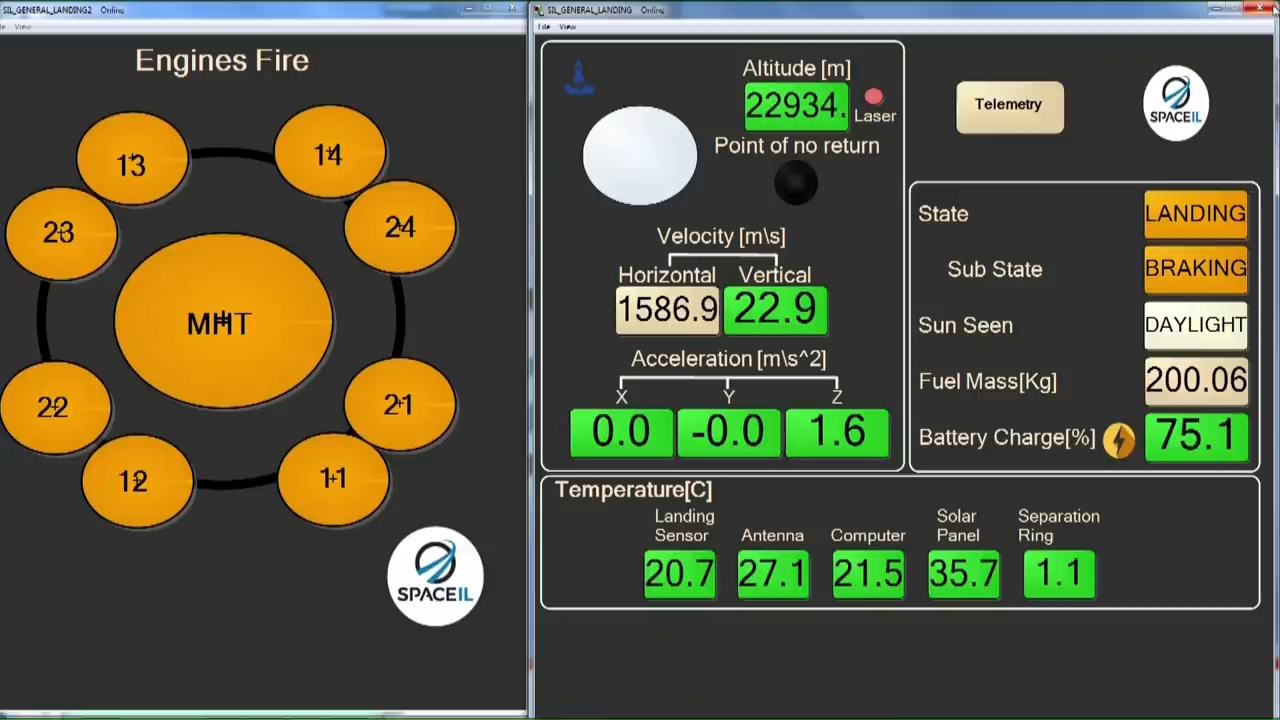 SIL_GENERAL_LANDING2 Online
View
Engines Fire
13
14
23
24
MHT
22
21
12
11
SPACEIL
SIL_GENERAL_LANDING Online
File View
Altitude [m]
22934.
Laser
Point of no return
Velocity [m\s]
Horizontal Vertical
1586.9 22.9
Acceleration [m\s^2]
X Y Z
0.0 -0.0 1.6
Telemetry
SPACEIL
State LANDING
Sub State BRAKING
Sun Seen DAYLIGHT
Fuel Mass[Kg] 200.06
Battery Charge[%] 75.1
Temperature[C]
Landing Sensor
Antenna
Computer
Solar Panel
Separation Ring
20.7 27.1 21.5 35.7 1.1